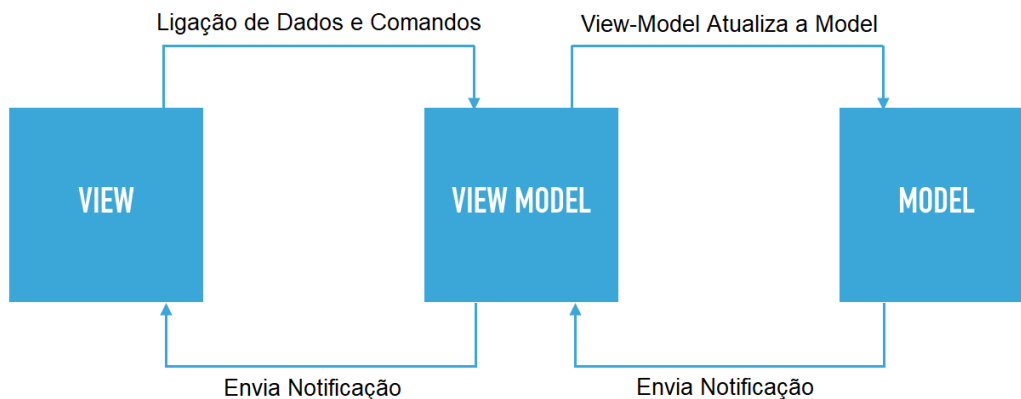 Ligação de Dados e Comandos
View-Model Atualiza a Model
VIEW
VIEW MODEL
MODEL
Envia Notificação
Envia Notificação